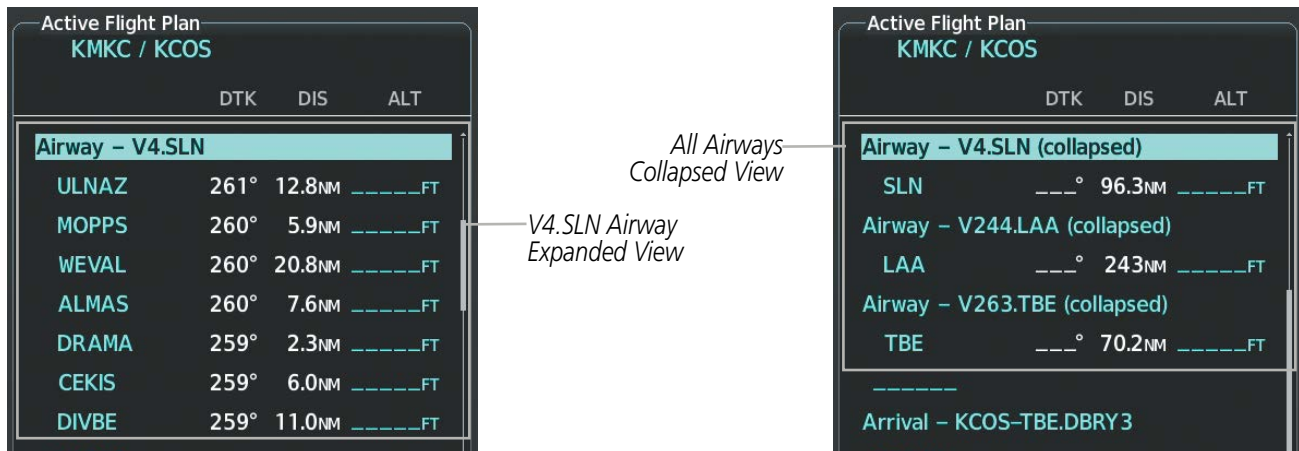 Active Flight Plan
KMKC / KCOS
DTK DIS ALT
Airway – V4.SLN
ULNAZ 261° 12.8NM _____FT
MOPPS 260° 5.9NM _____FT
WEVAL 260° 20.8NM _____FT
ALMAS 260° 7.6NM _____FT
DRAMA 259° 2.3NM _____FT
CEKIS 259° 6.0NM _____FT
DIVBE 259° 11.0NM _____FT
V4.SLN Airway
Expanded View
All Airways
Collapsed View
Active Flight Plan
KMKC / KCOS
DTK DIS ALT
Airway – V4.SLN (collapsed)
SLN ___° 96.3NM _____FT
Airway – V244.LAA (collapsed)
LAA ___° 243NM _____FT
Airway – V263.TBE (collapsed)
TBE ___° 70.2NM _____FT
______
Arrival – KCOS–TBE.DBRY3